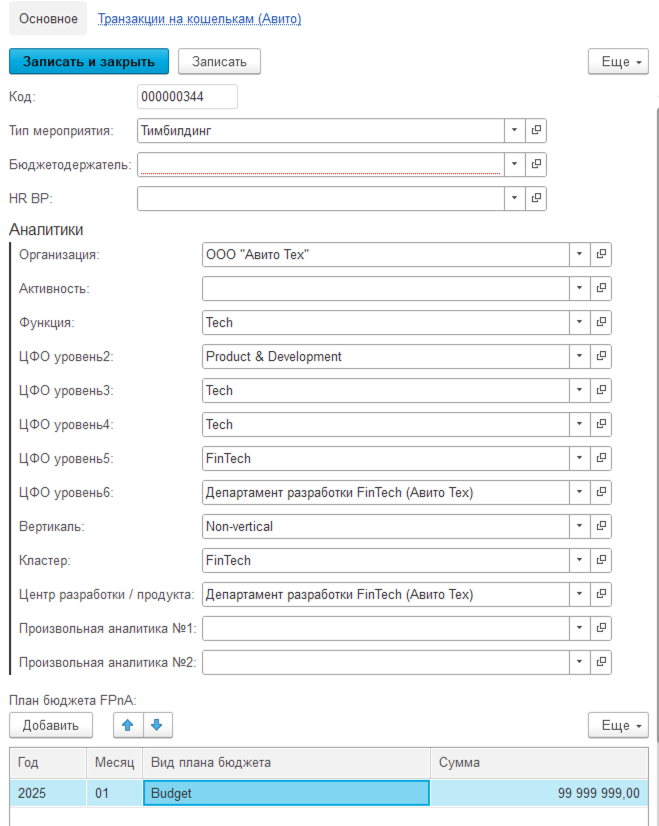 Основное Транзакции на кошелькам (Авито)
Записать и закрыть Записать Еще
Код: 000000344
Тип мероприятия: Тимбилдинг
Бюджетодержатель:
HR BP:
Аналитики
Организация: ООО "Авито Тех"
Активность:
Функция: Tech
ЦФО уровень2: Product & Development
ЦФО уровень3: Tech
ЦФО уровень4: Tech
ЦФО уровень5: FinTech
ЦФО уровень6: Департамент разработки FinTech (Авито Тех)
Вертикаль: Non-vertical
Кластер: FinTech
Центр разработки / продукта: Департамент разработки FinTech (Авито Тех)
Произвольная аналитика №1:
Произвольная аналитика №2:
План бюджета FPnA:
Добавить Еще
Год Месяц Вид плана бюджета Сумма
2025 01 Budget 99 999 999,00